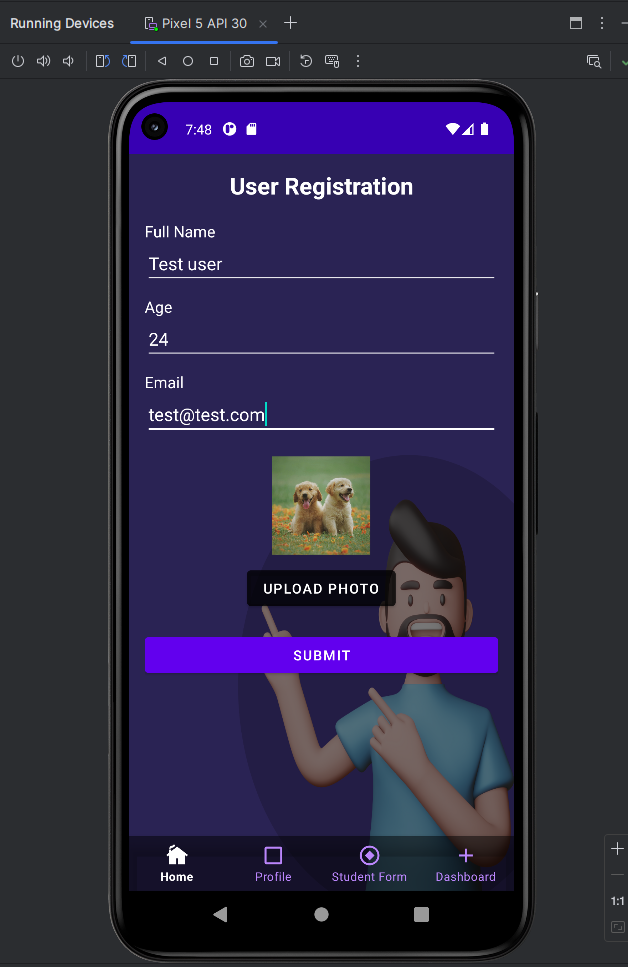 Running Devices
Pixel 5 API 30
7:48
User Registration
Full Name
Test user
Age
24
Email
test@test.com
UPLOAD PHOTO
SUBMIT
Home
Profile
Student Form
Dashboard
1:1